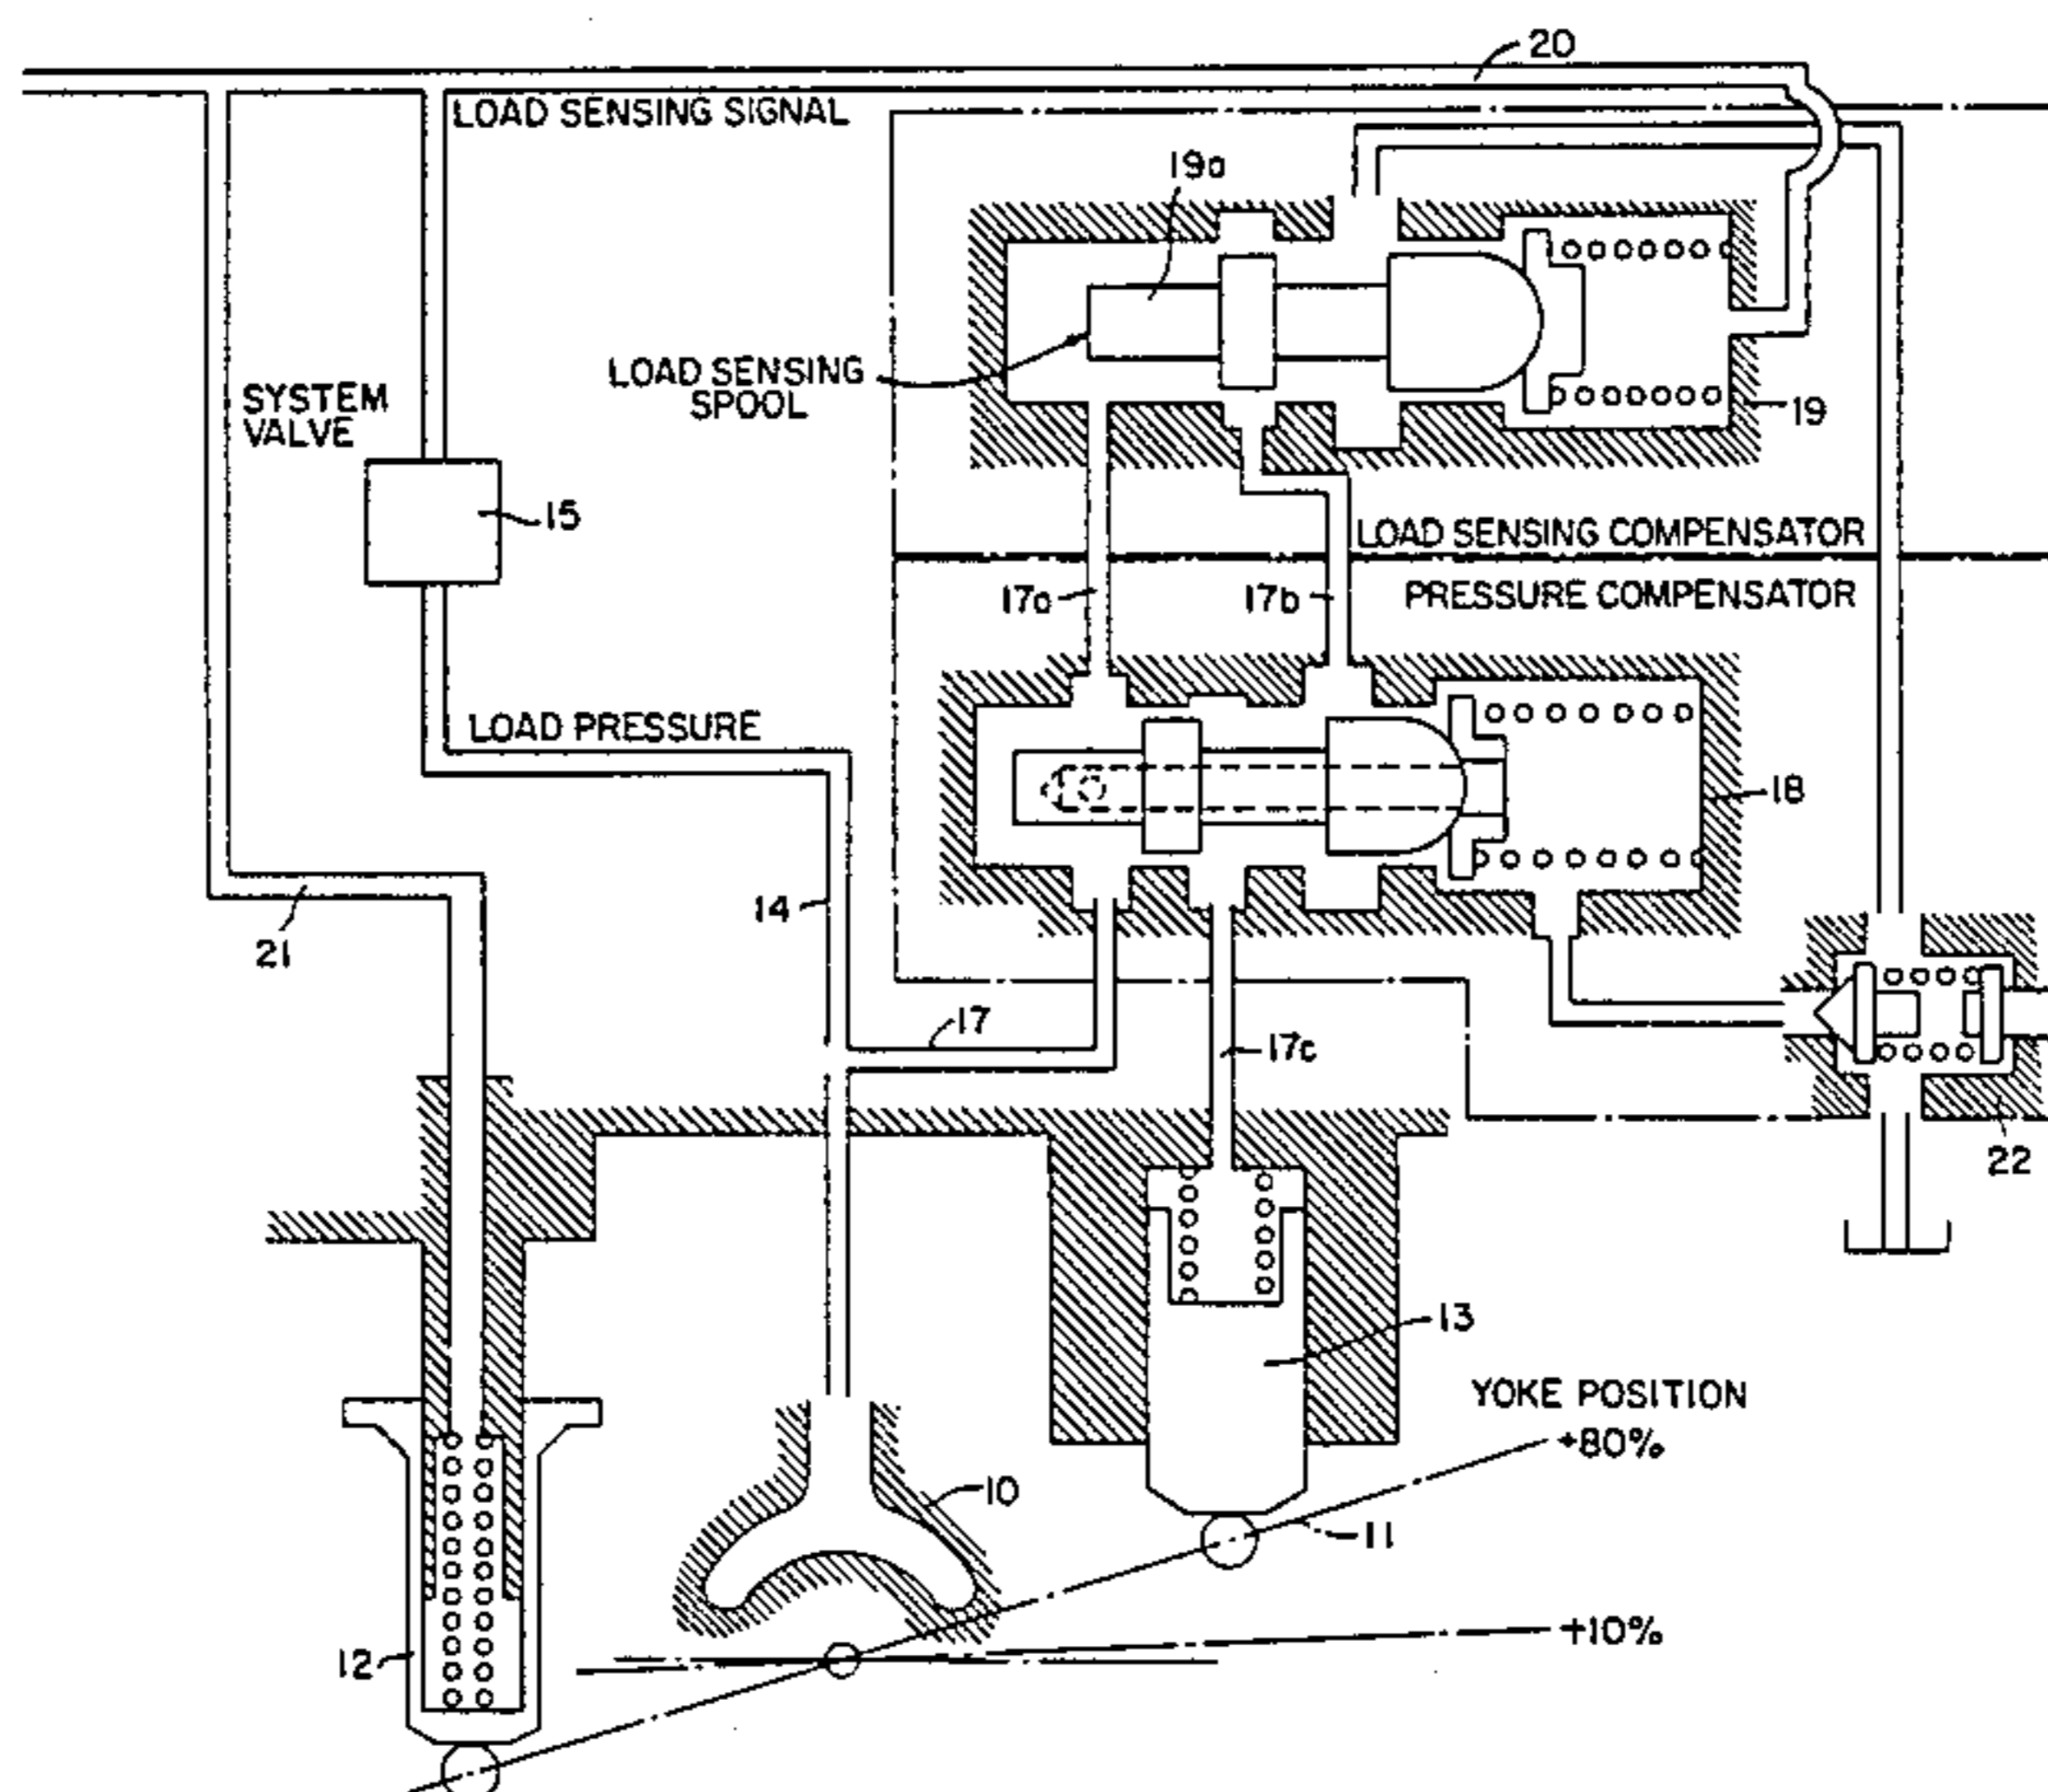 20
LOAD SENSING SIGNAL
19a
LOAD SENSING
SPOOL
SYSTEM
VALVE
19
15
LOAD SENSING COMPENSATOR
17a
17b
PRESSURE COMPENSATOR
LOAD PRESSURE
18
14
21
17
17c
22
13
YOKE POSITION
+80%
10
11
+10%
12